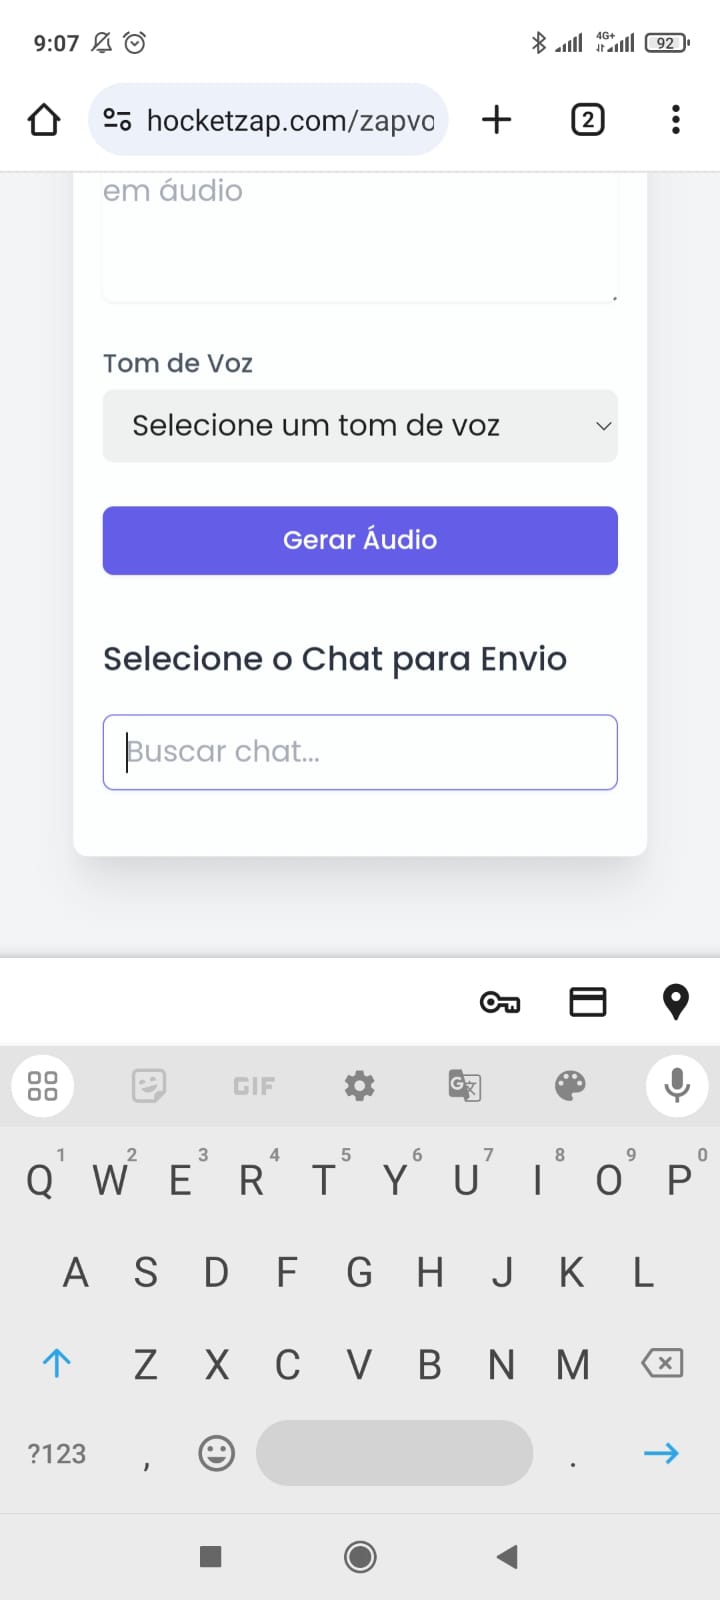 9:07
4G+
92
hocketzap.com/zapvo
2
em áudio
Tom de Voz
Selecione um tom de voz
Gerar Áudio
Selecione o Chat para Envio
Buscar chat...
GIF
G
1 2 3 4 5 6 7 8 9 0
Q W E R T Y U I O P
A S D F G H J K L
Z X C V B N M
?123 , .